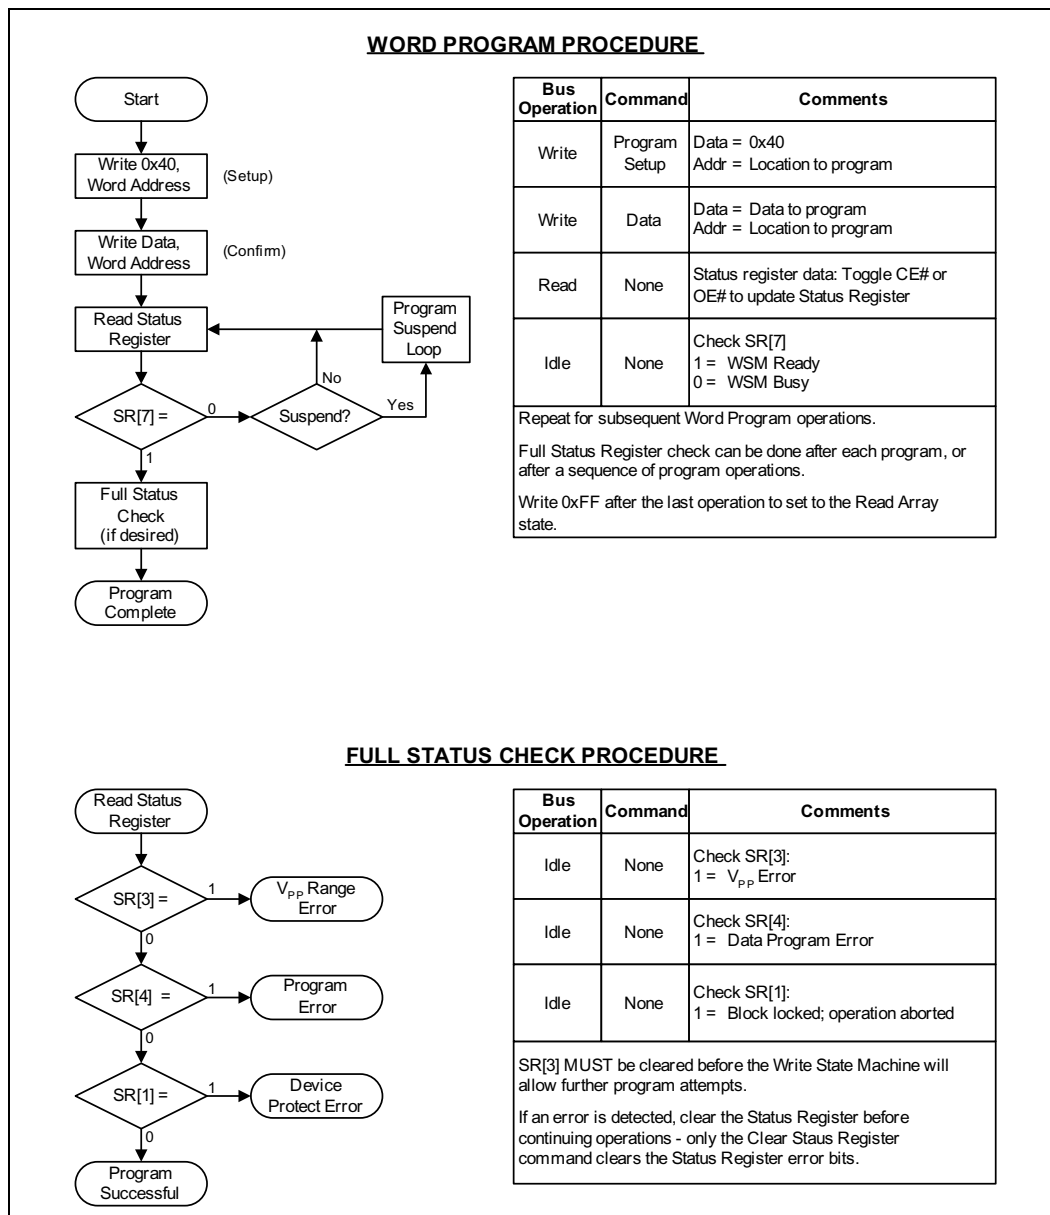 WORD PROGRAM PROCEDURE
Start
Write 0x40,
Word Address
(Setup)
Write Data,
Word Address
(Confirm)
Read Status
Register
Program
Suspend
Loop
No
SR[7] =
0
Suspend?
Yes
1
Full Status
Check
(if desired)
Program
Complete
Bus
Operation
Command
Comments
Write
Program
Setup
Data = 0x40
Addr = Location to program
Write
Data
Data = Data to program
Addr = Location to program
Read
None
Status register data: Toggle CE# or
OE# to update Status Register
Idle
None
Check SR[7]
1 = WSM Ready
0 = WSM Busy
Repeat for subsequent Word Program operations.
Full Status Register check can be done after each program, or
after a sequence of program operations.
Write 0xFF after the last operation to set to the Read Array
state.
FULL STATUS CHECK PROCEDURE
Read Status
Register
SR[3] =
1
VPP Range
Error
0
SR[4] =
1
Program
Error
0
SR[1] =
1
Device
Protect Error
0
Program
Successful
Bus
Operation
Command
Comments
Idle
None
Check SR[3]:
1 = VPP Error
Idle
None
Check SR[4]:
1 = Data Program Error
Idle
None
Check SR[1]:
1 = Block locked; operation aborted
SR[3] MUST be cleared before the Write State Machine will
allow further program attempts.
If an error is detected, clear the Status Register before
continuing operations - only the Clear Staus Register
command clears the Status Register error bits.